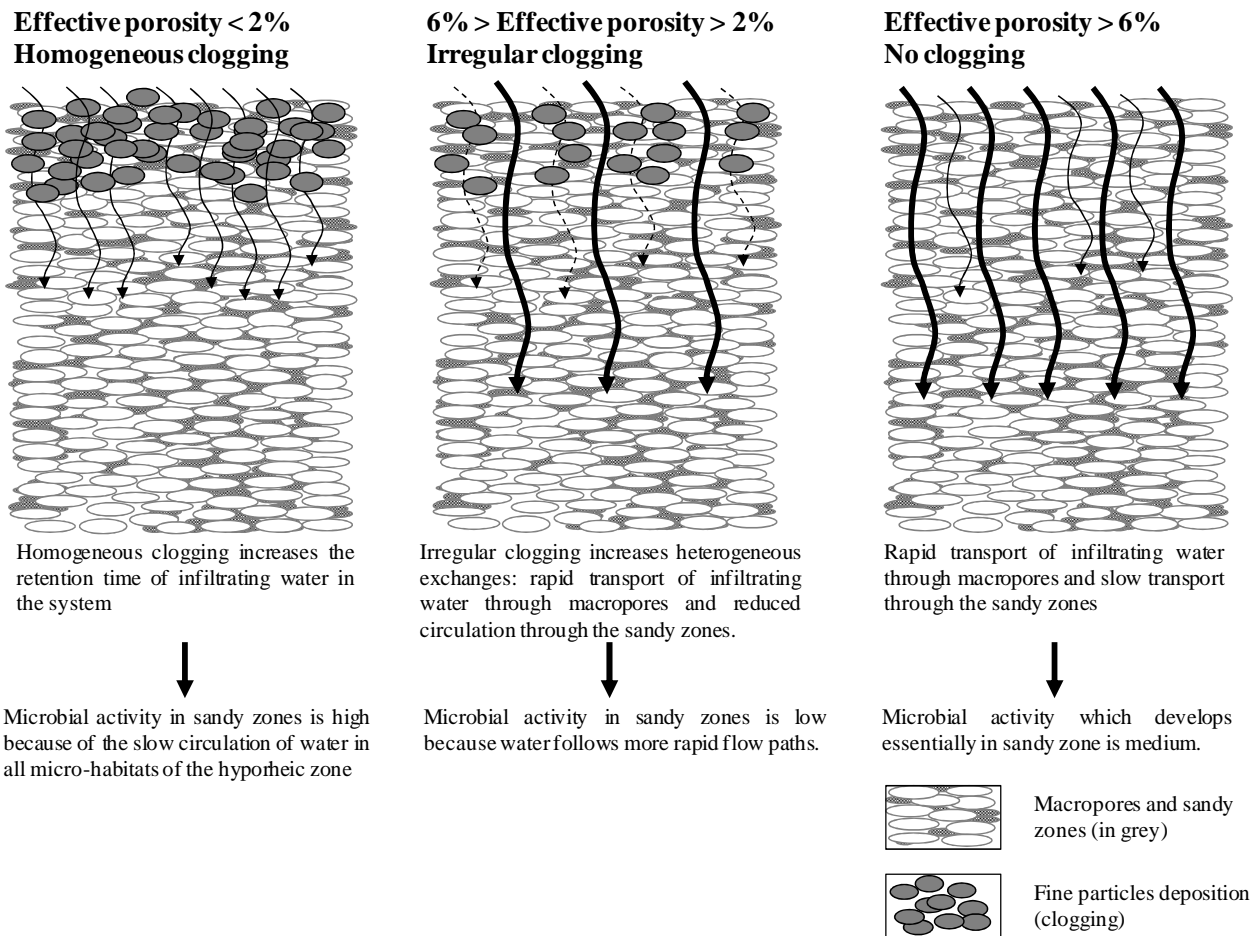 Effective porosity < 2%
Homogeneous clogging
6% > Effective porosity > 2%
Irregular clogging
Effective porosity > 6%
No clogging
Homogeneous clogging increases the
retention time of infiltrating water in
the system
Irregular clogging increases heterogeneous
exchanges: rapid transport of infiltrating
water through macropores and reduced
circulation through the sandy zones.
Rapid transport of infiltrating water
through macropores and slow transport
through the sandy zones
Microbial activity in sandy zones is high
because of the slow circulation of water in
all micro-habitats of the hyporheic zone
Microbial activity in sandy zones is low
because water follows more rapid flow paths.
Microbial activity which develops
essentially in sandy zone is medium.
Macropores and sandy
zones (in grey)
Fine particles deposition
(clogging)